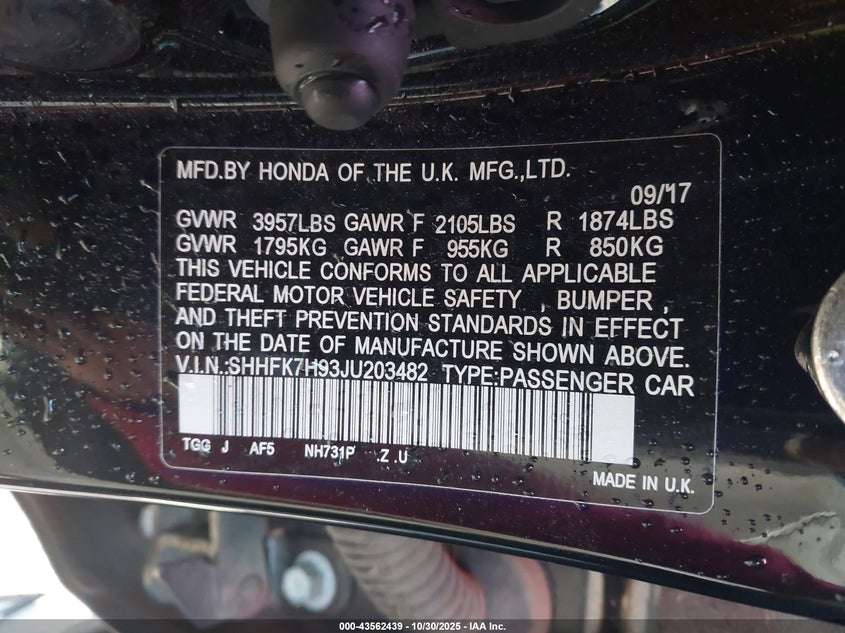 MFD.BY HONDA OF THE U.K. MFG.,LTD.
09/17
GVWR 3957LBS GAWR F 2105LBS R 1874LBS
GVWR 1795KG GAWR F 955KG R 850KG
THIS VEHICLE CONFORMS TO ALL APPLICABLE
FEDERAL MOTOR VEHICLE SAFETY , BUMPER ,
AND THEFT PREVENTION STANDARDS IN EFFECT
ON THE DATE OF MANUFACTURE SHOWN ABOVE.
V.I.N.:SHHFK7H93JU203482 TYPE:PASSENGER CAR
TGG J AF5 NH731P .Z .U
MADE IN U.K.
000-43562439 - 10/30/2025 - IAA Inc.